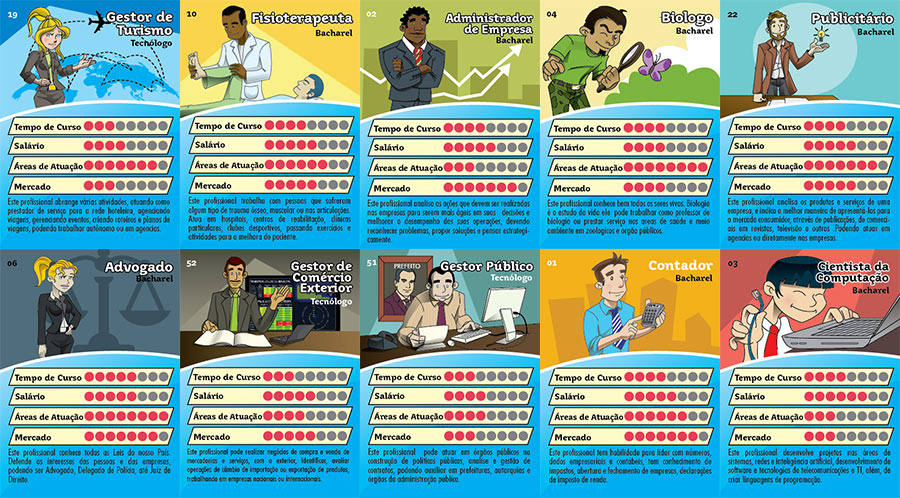 19
Gestor de
Turismo
Tecnólogo
Tempo de Curso
Salário
Áreas de Atuação
Mercado
Este profissional abrange várias atividades, atuando como
prestador de serviço para a rede hoteleira, agenciando
viagens, gerenciando eventos, criando roteiros e planos de
viagens, podendo trabalhar autônomo ou em agencias.
10
Fisioterapeuta
Bacharel
Tempo de Curso
Salário
Áreas de Atuação
Mercado
Este profissional trabalha com pessoas que sofreram
algum tipo de trauma ósseo, muscular ou nas articulações.
Atua em hospitais, centros de reabilitação, clínicas
particulares, clubes desportivos, passando exercícios e
atividades para a melhora do paciente.
02
Administrador
de Empresa
Bacharel
Tempo de Curso
Salário
Áreas de Atuação
Mercado
Este profissional analisa as ações que devem ser realizadas
nas empresas para serem mais ágeis em suas decisões
e melhorar o desempenho das suas operações, devendo
reconhecer problemas, propor soluções e pensar estrategi-
camente.
04
Biologo
Bacharel
Tempo de Curso
Salário
Áreas de Atuação
Mercado
Este profissional conhece bem todos os seres vivos. Biologia
é o estudo da vida ele pode trabalhar como professor de
biologia ou prestar serviço nas areas de saúde e meio
ambiente em zoologicos e orgão públicos.
22
Publicitário
Bacharel
Tempo de Curso
Salário
Áreas de Atuação
Mercado
Este profissional analisa os produtos e serviços de uma
empresa, e indica a melhor maneira de apresentá-los para
o mercado consumidor, através de publicações, de comerci-
ais em revistas, televisão e outros .Podendo atuar em
agencias ou diretamente nas empresas.
06
Advogado
Bacharel
Tempo de Curso
Salário
Áreas de Atuação
Mercado
Este profissional conhece todas as Leis do nosso País.
Defende os interesses das pessoas e das empresas,
podendo ser Advogado, Delegado de Polícia, até Juiz de
Direito.
52
Gestor de
Comércio
Exterior
Tecnólogo
Tempo de Curso
Salário
Áreas de Atuação
Mercado
Este profissional pode realizar negócios de compra e venda de
mercadorias e serviços, com o exterior, identificar, avaliar
operações de câmbio de importação ou exportação de produtos,
trabalhando em empresas nacionais ou internacionais.
51
PREFEITO
Gestor Público
Tecnólogo
Tempo de Curso
Salário
Áreas de Atuação
Mercado
Este profissional pode atuar em órgãos públicos na
construção de políticas públicas, analise e gestão de
contratos, podendo auxiliar em prefeituras, autarquias e
órgãos da administração pública.
01
Contador
Bacharel
Tempo de Curso
Salário
Áreas de Atuação
Mercado
Este profissional tem habilidade para lidar com números,
dados empresariais e contábeis, tem conhecimento de
impostos, abertura e fechamento de empresas, declarações
de imposto de renda.
03
Cientista da
Computação
Bacharel
Tempo de Curso
Salário
Áreas de Atuação
Mercado
Este profissional desenvolve projetos nas áreas de
sistemas, redes e inteligência artificial, desenvolvimento de
software e tecnologias de telecomunicações e TI, além, de
criar linguagens de programação.